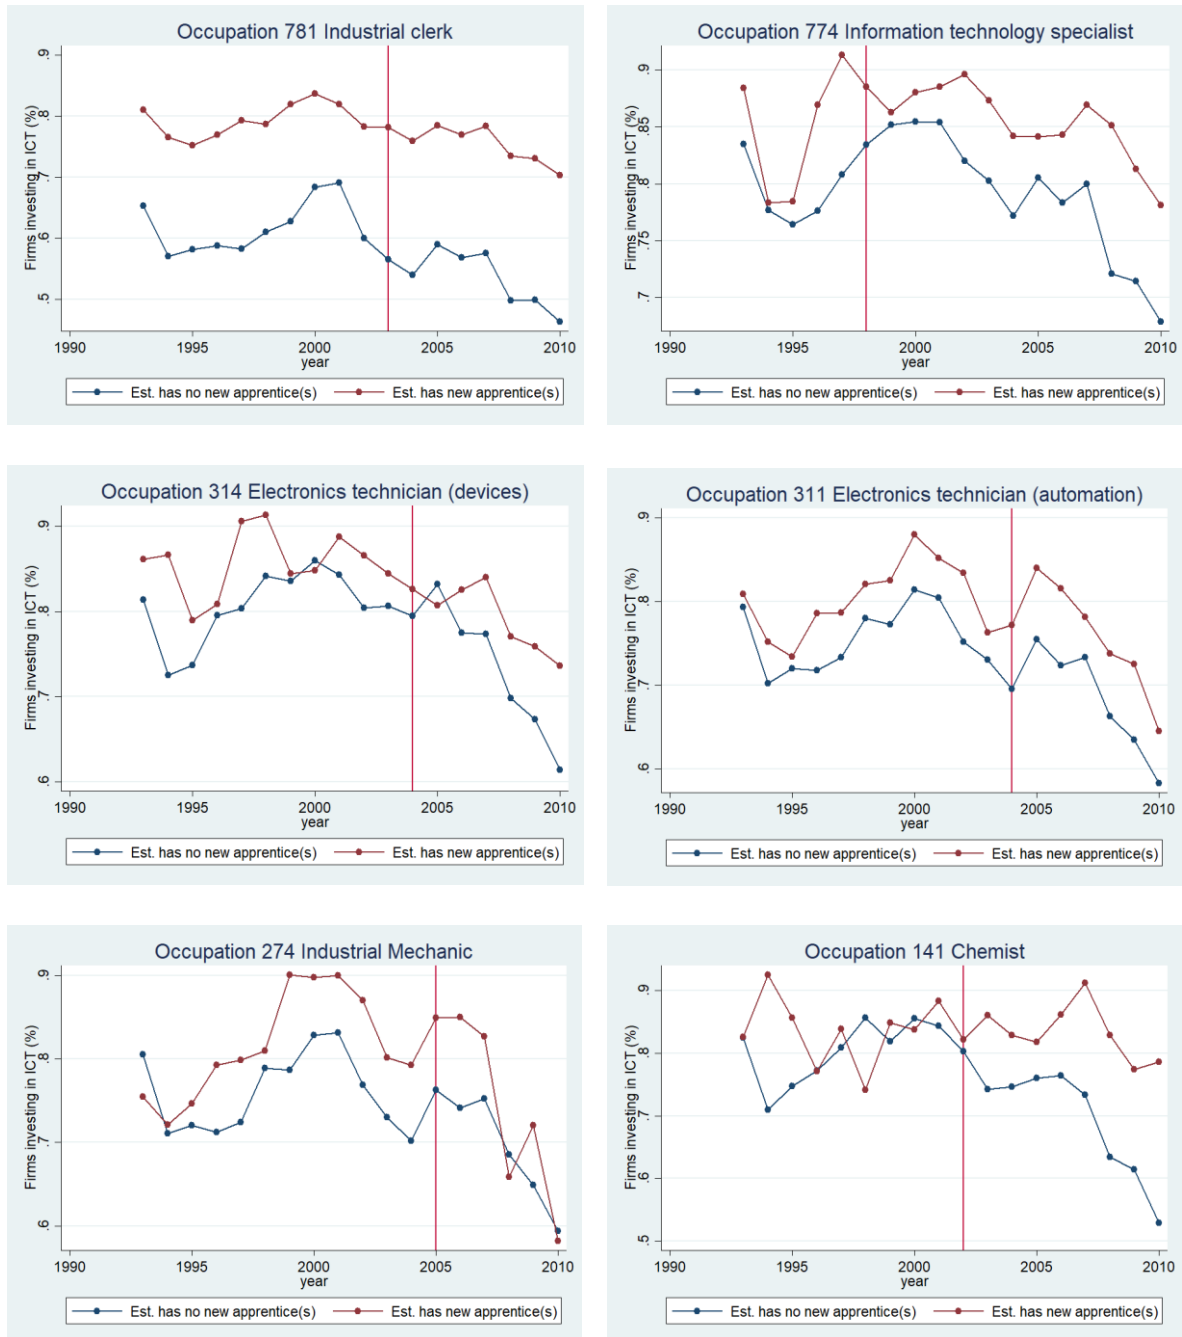 Occupation 781 Industrial clerk
Firms investing in ICT (%)
.9
.8
.7
.6
.5
1990 1995 2000 2005 2010
year
Est. has no new apprentice(s) Est. has new apprentice(s)
Occupation 774 Information technology specialist
Firms investing in ICT (%)
.9
.85
.8
.75
.7
1990 1995 2000 2005 2010
year
Est. has no new apprentice(s) Est. has new apprentice(s)
Occupation 314 Electronics technician (devices)
Firms investing in ICT (%)
.9
.8
.7
.6
1990 1995 2000 2005 2010
year
Est. has no new apprentice(s) Est. has new apprentice(s)
Occupation 311 Electronics technician (automation)
Firms investing in ICT (%)
.9
.8
.7
.6
1990 1995 2000 2005 2010
year
Est. has no new apprentice(s) Est. has new apprentice(s)
Occupation 274 Industrial Mechanic
Firms investing in ICT (%)
.9
.8
.7
.6
1990 1995 2000 2005 2010
year
Est. has no new apprentice(s) Est. has new apprentice(s)
Occupation 141 Chemist
Firms investing in ICT (%)
.9
.8
.7
.6
.5
1990 1995 2000 2005 2010
year
Est. has no new apprentice(s) Est. has new apprentice(s)